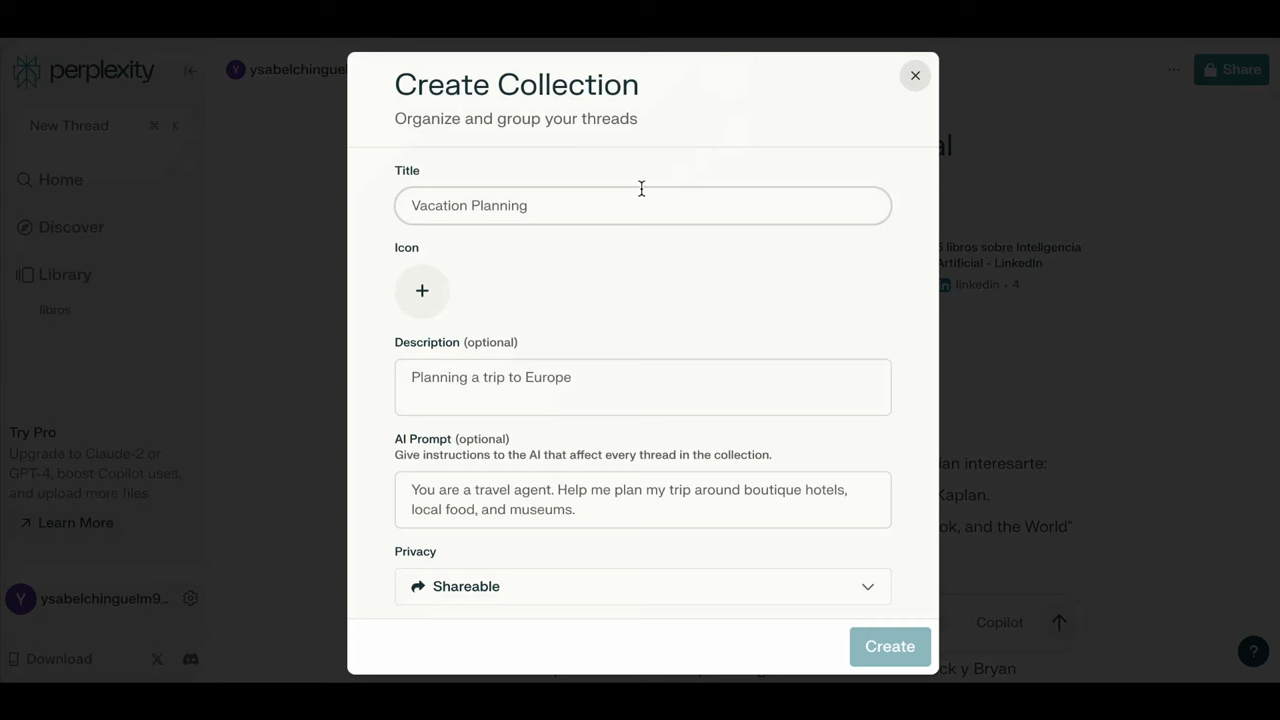 perplexity
ysabelchinguel
Share
New Thread
⌘ K
Home
Discover
Library
libros
Try Pro
Upgrade to Claude-2 or
GPT-4, boost Copilot uses,
and upload more files
Learn More
Y ysabelchinguelm9...
Download
Create Collection
Organize and group your threads
Title
Vacation Planning
Icon
Description (optional)
Planning a trip to Europe
AI Prompt (optional)
Give instructions to the AI that affect every thread in the collection.
You are a travel agent. Help me plan my trip around boutique hotels,
local food, and museums.
Privacy
Shareable
Create
al
5 libros sobre Inteligencia
Artificial - LinkedIn
linkedin • 4
an interesarte:
Kaplan.
ok, and the World"
Copilot
ck y Bryan
?